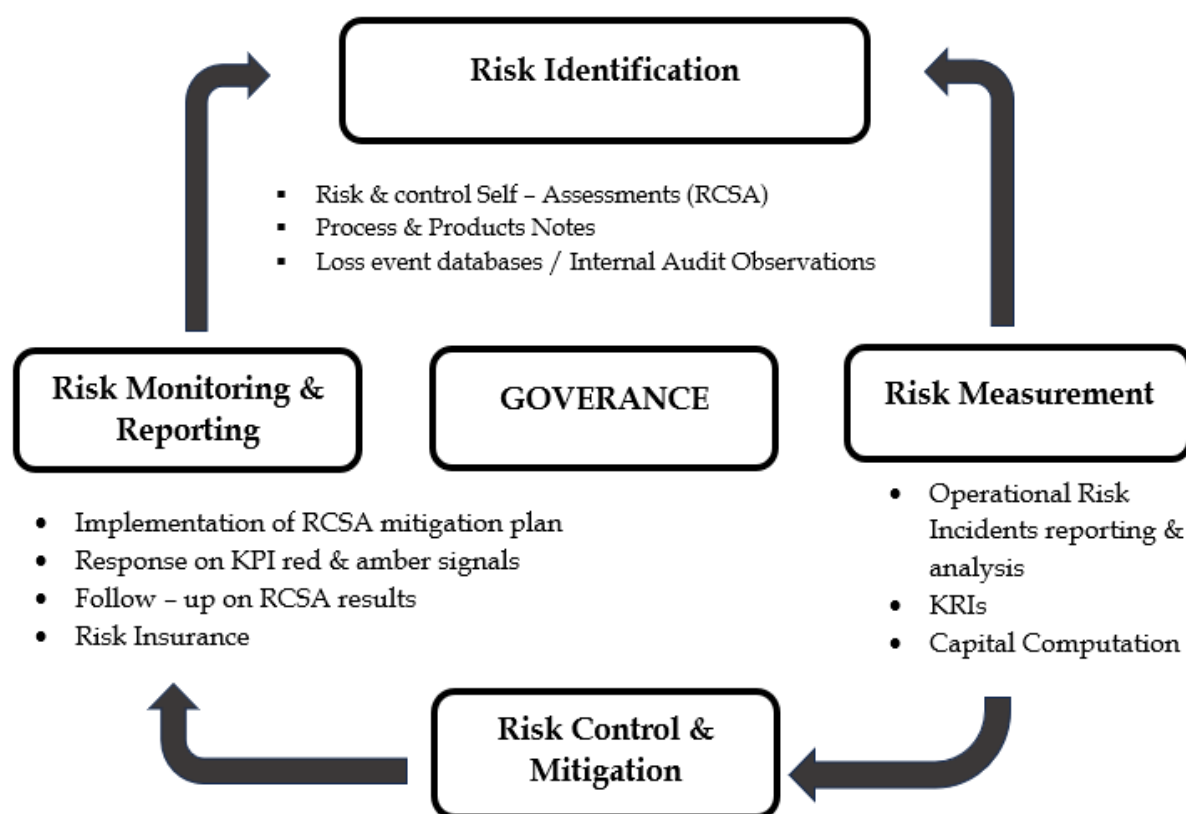 Risk Identification
▪ Risk & control Self – Assessments (RCSA)
▪ Process & Products Notes
▪ Loss event databases / Internal Audit Observations
Risk Monitoring &
Reporting
GOVERANCE
Risk Measurement
• Implementation of RCSA mitigation plan
• Response on KPI red & amber signals
• Follow – up on RCSA results
• Risk Insurance
• Operational Risk
Incidents reporting &
analysis
• KRIs
• Capital Computation
Risk Control &
Mitigation